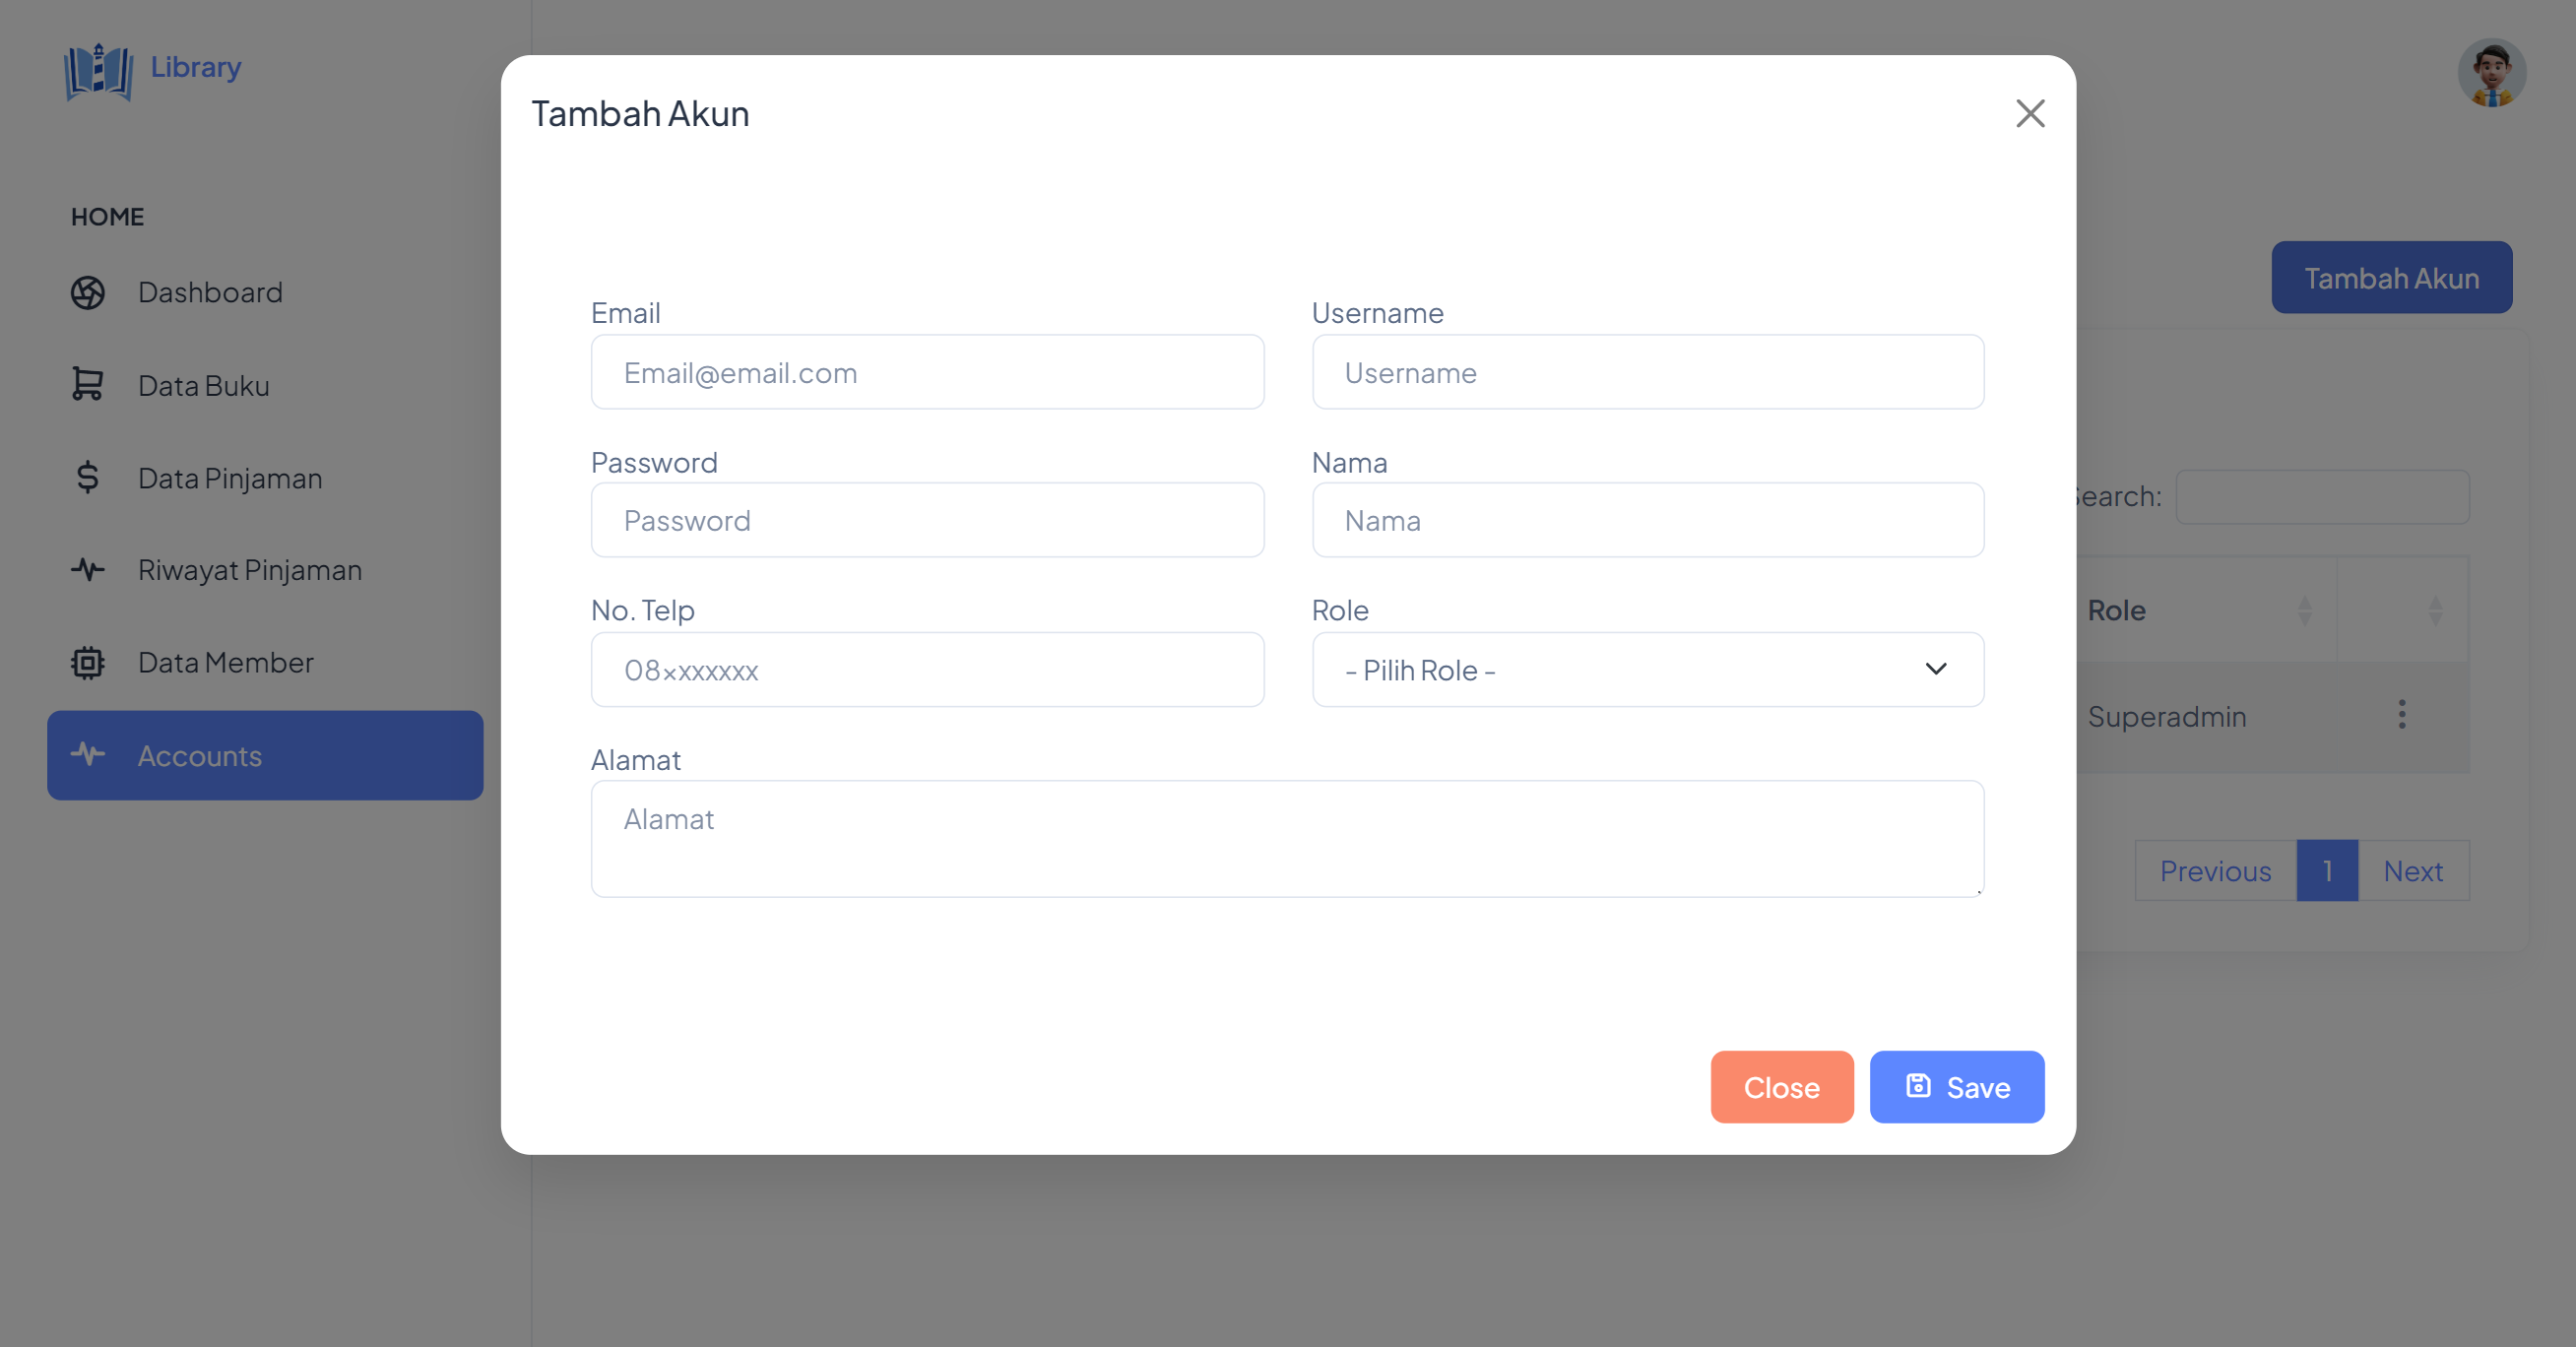 Library
HOME
Dashboard
Data Buku
Data Pinjaman
Riwayat Pinjaman
Data Member
Accounts
Tambah Akun
Email
Email@email.com
Username
Username
Password
Password
Nama
Nama
No. Telp
08xxxxxxx
Role
- Pilih Role -
Alamat
Alamat
Close
Save
Tambah Akun
Search:
Role
Superadmin
Previous 1 Next